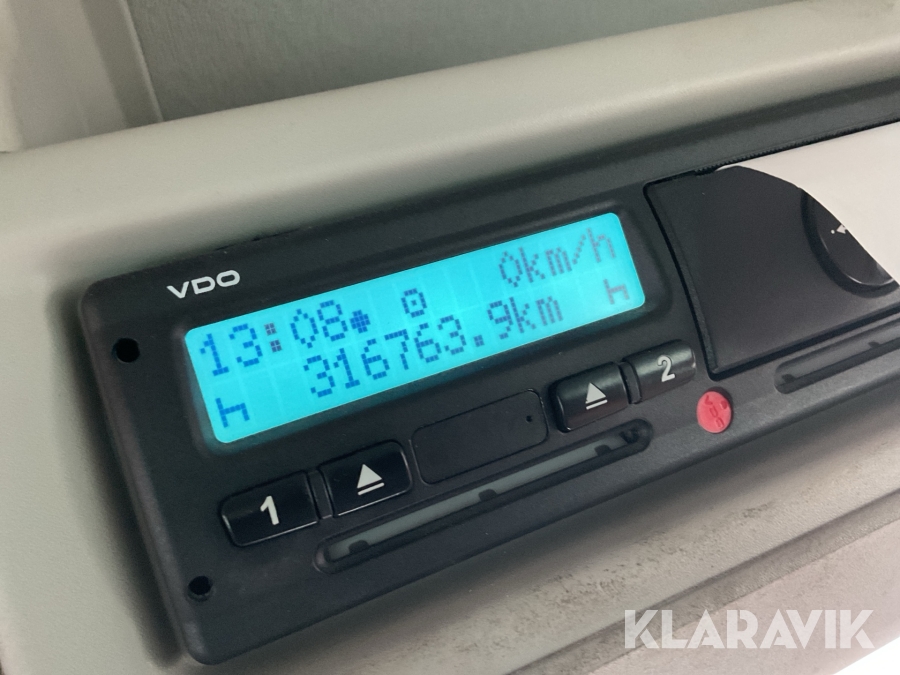 VDO
13:08 0km/h
316763.9km
1 2
KLARAVIK